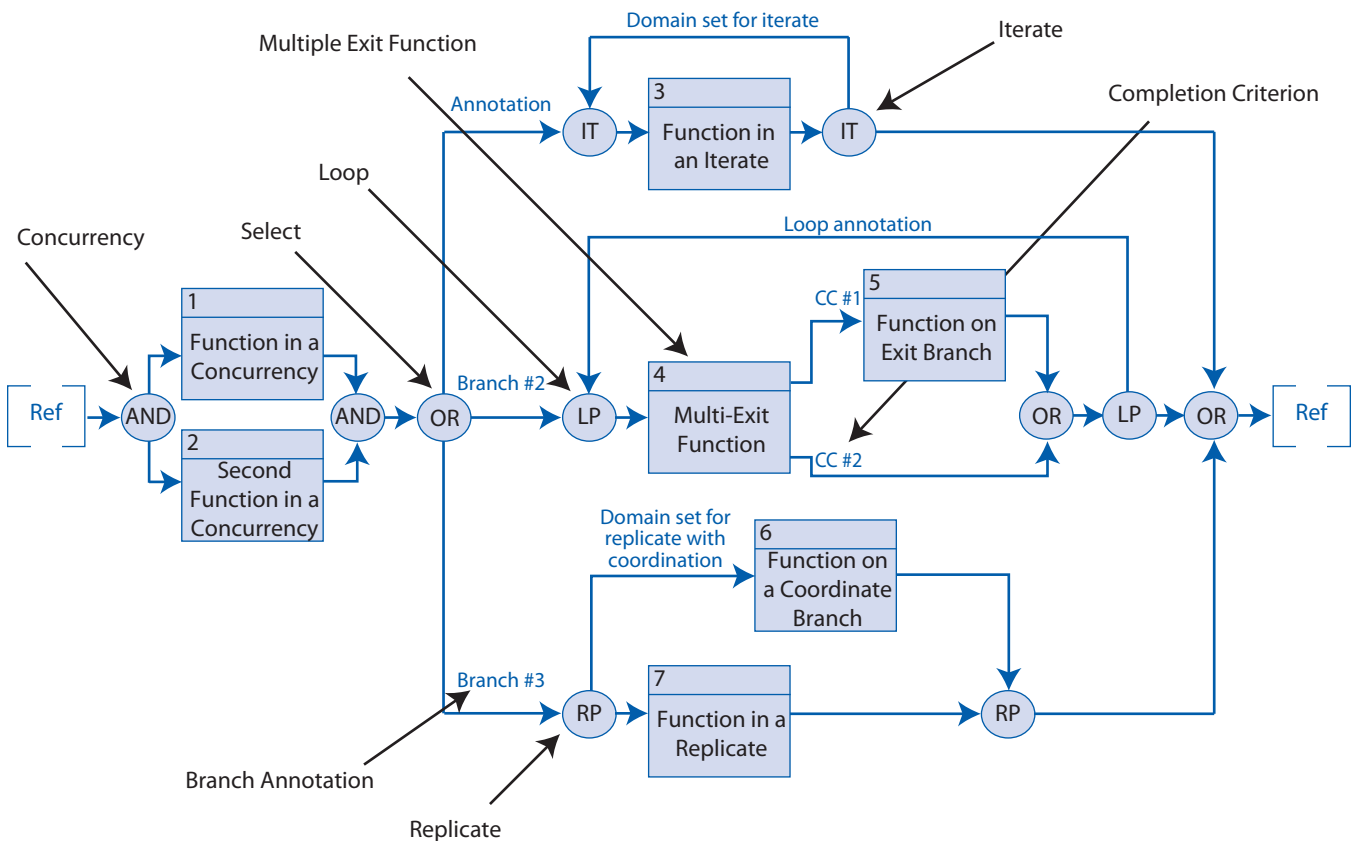 Domain set for iterate
Iterate
Multiple Exit Function
3
Completion Criterion
Annotation
IT
Function in
an Iterate
IT
Loop
Loop annotation
Concurrency
Select
5
CC #1
1
Function on
Exit Branch
Function in a
Concurrency
4
Branch #2
Ref
AND
AND
OR
LP
Multi-Exit
Function
OR
LP
OR
Ref
2
CC #2
Second
Function in a
Concurrency
Domain set for
replicate with
coordination
6
Function on
a Coordinate
Branch
Branch #3
7
RP
Function in a
Replicate
RP
Branch Annotation
Replicate